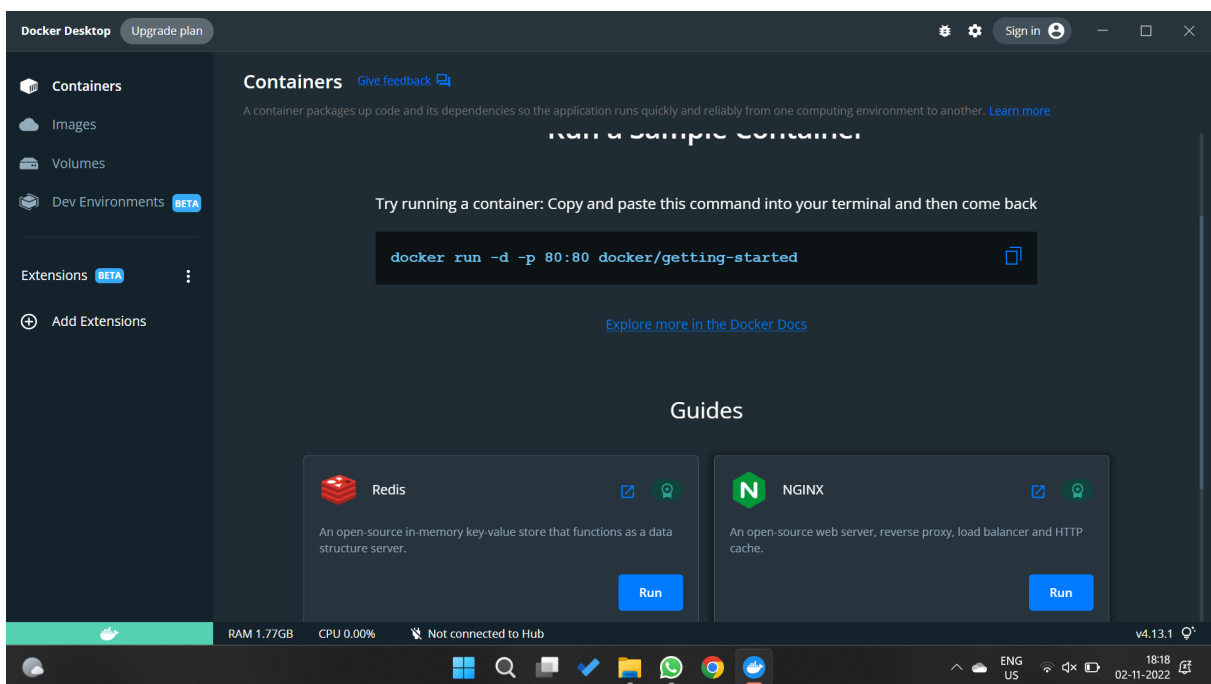 Docker Desktop
Upgrade plan
Sign in
Containers
Images
Volumes
Dev Environments BETA
Extensions BETA
Add Extensions
Containers Give feedback
A container packages up code and its dependencies so the application runs quickly and reliably from one computing environment to another. Learn more
Run a Sample Container
Try running a container: Copy and paste this command into your terminal and then come back
docker run -d -p 80:80 docker/getting-started
Explore more in the Docker Docs
Guides
Redis
An open-source in-memory key-value store that functions as a data
structure server.
Run
NGINX
An open-source web server, reverse proxy, load balancer and HTTP
cache.
Run
RAM 1.77GB CPU 0.00% Not connected to Hub
v4.13.1
ENG
US
18:18
02-11-2022